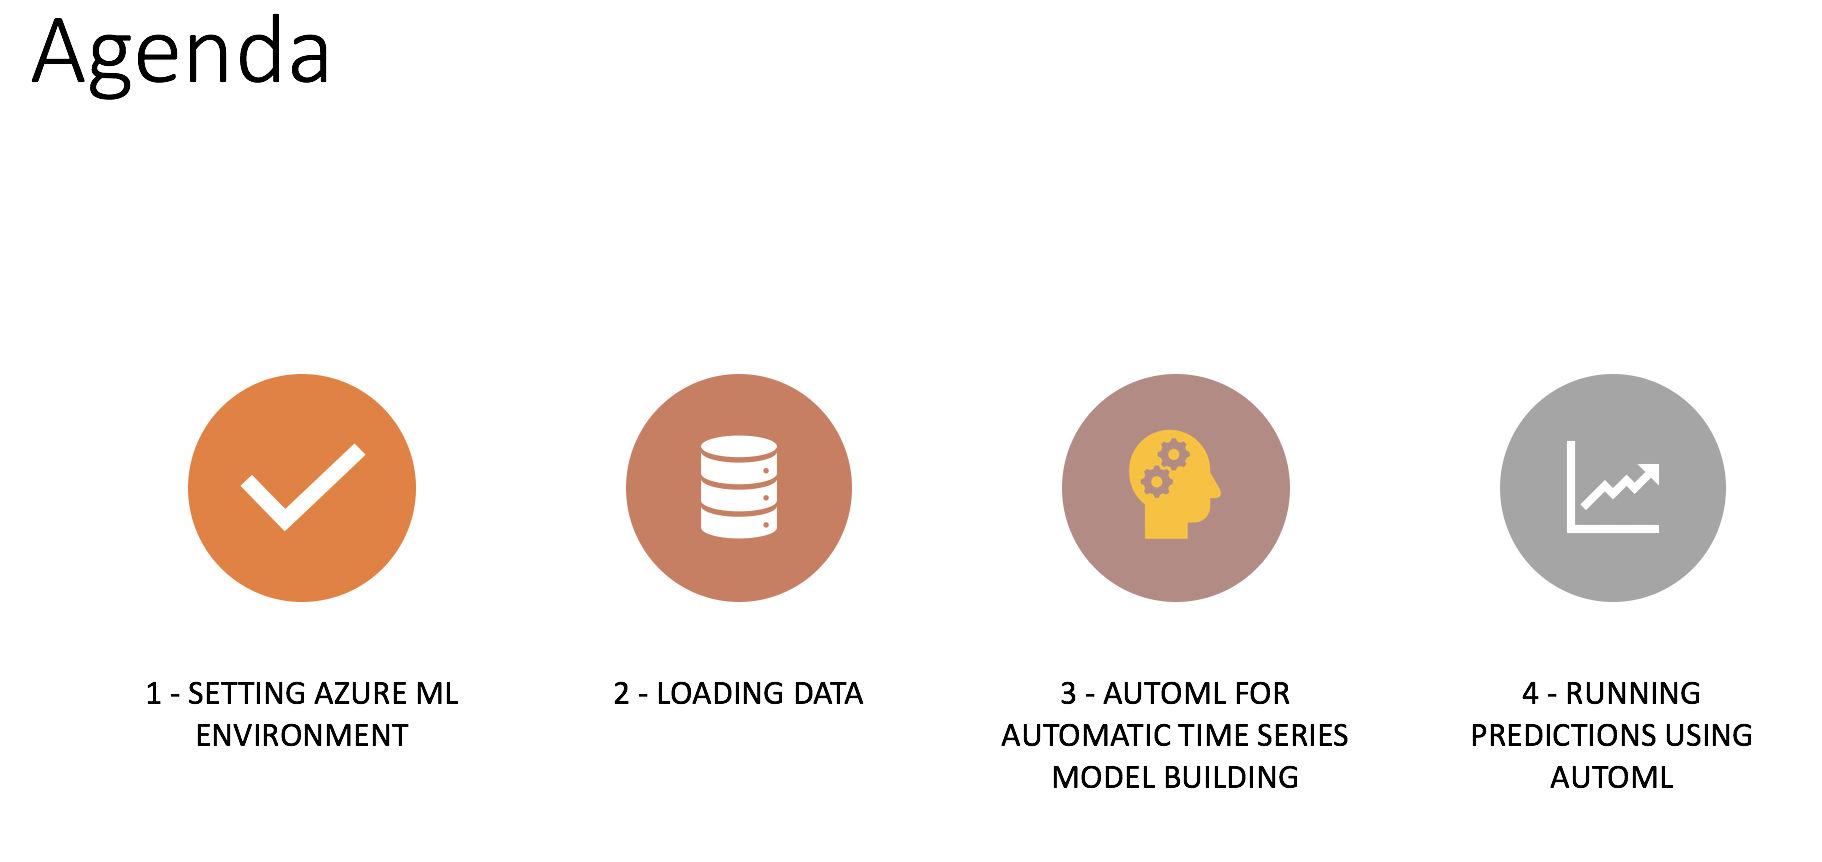 Agenda
1 - SETTING AZURE ML
ENVIRONMENT
2 - LOADING DATA
3 - AUTOML FOR
AUTOMATIC TIME SERIES
MODEL BUILDING
4 - RUNNING
PREDICTIONS USING
AUTOML